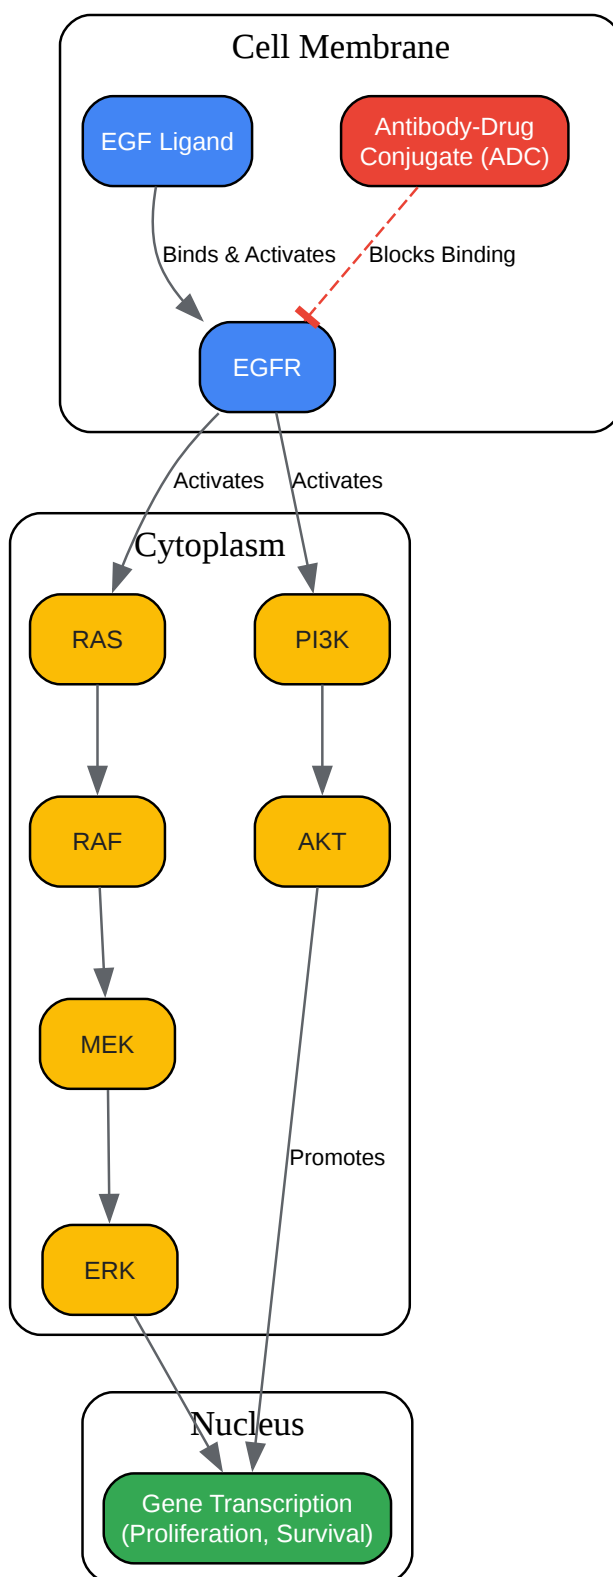 Cell Membrane
EGF Ligand
Antibody-Drug
Conjugate (ADC)
Binds & Activates
Blocks Binding
EGFR
Activates
Activates
Cytoplasm
RAS
PI3K
RAF
AKT
MEK
Promotes
ERK
Nucleus
Gene Transcription
(Proliferation, Survival)